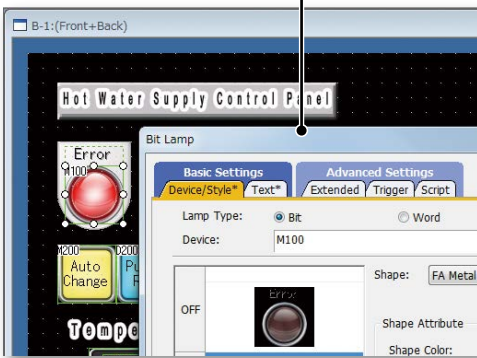 B-1:(Front+Back)
Hot Water Supply Control Panel
Bit Lamp
Error
M100
Basic Settings
Advanced Settings
Device/Style*
Text*
Extended
Trigger
Script
Lamp Type:
Bit
Word
Device:
M100
M200
D200
Auto
Change
Shape:
FA Metal
OFF
Error
Shape Attribute
Shape Color: